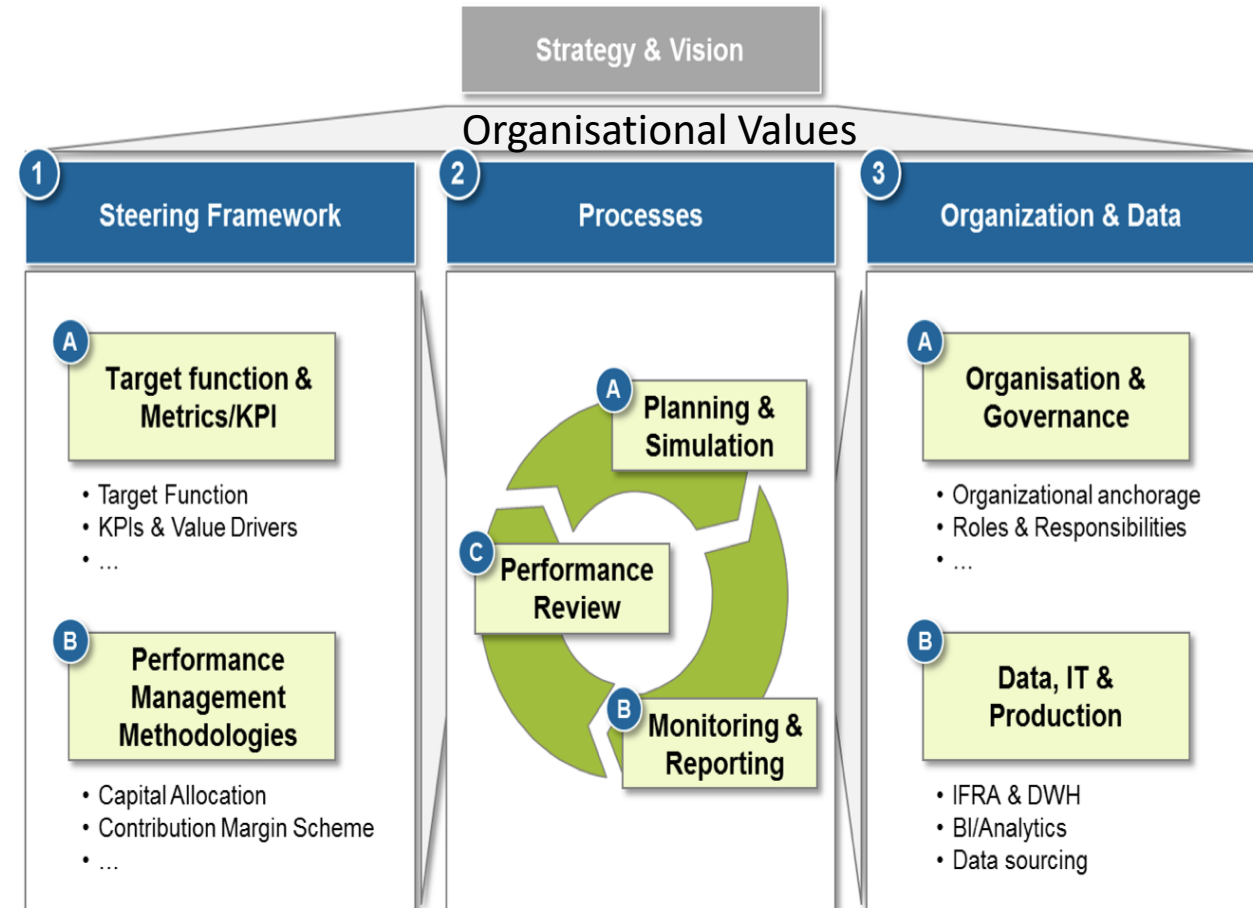 Strategy & Vision
Organisational Values
1
Steering Framework
A
Target function &
Metrics/KPI
• Target Function
• KPIs & Value Drivers
• ...
B
Performance
Management
Methodologies
• Capital Allocation
• Contribution Margin Scheme
• ...
2
Processes
A
Planning &
Simulation
C
Performance
Review
B
Monitoring &
Reporting
3
Organization & Data
A
Organisation &
Governance
• Organizational anchorage
• Roles & Responsibilities
• ...
B
Data, IT &
Production
• IFRA & DWH
• BI/Analytics
• Data sourcing